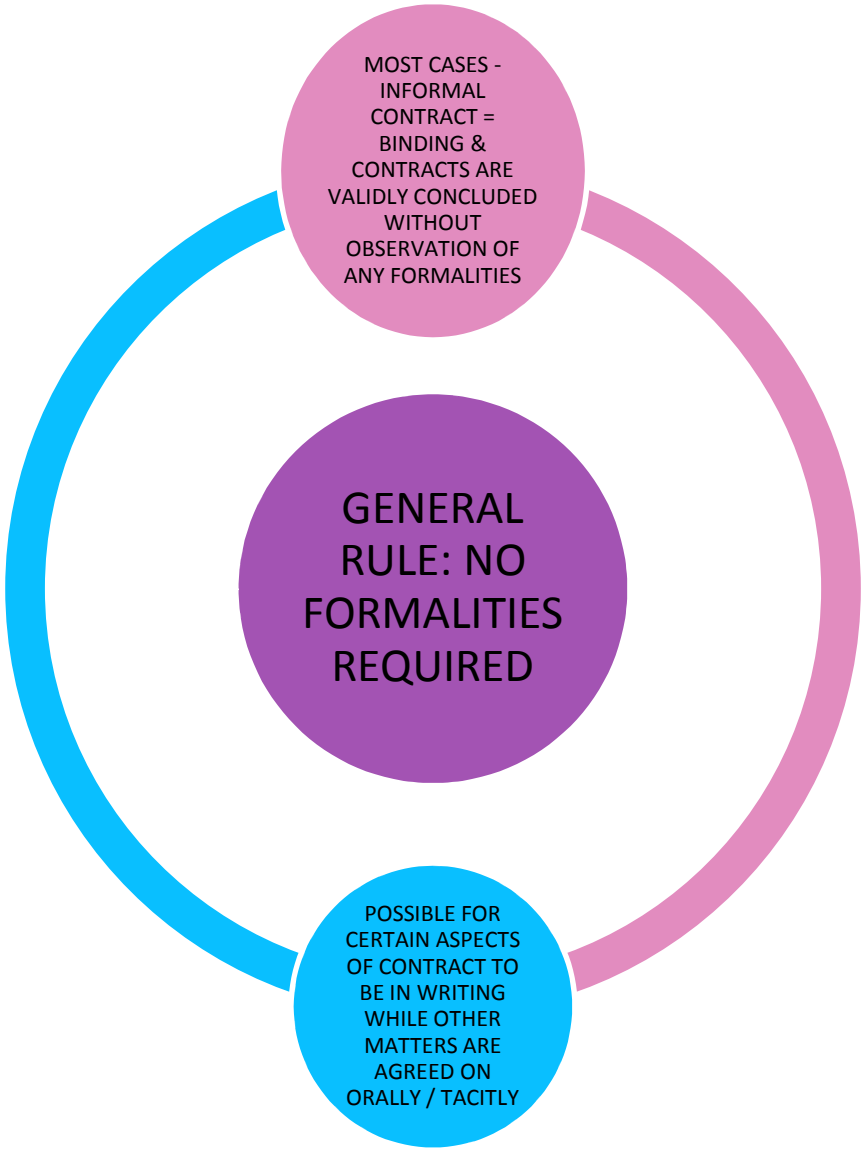 MOST CASES -
INFORMAL
CONTRACT =
BINDING &
CONTRACTS ARE
VALIDLY CONCLUDED
WITHOUT
OBSERVATION OF
ANY FORMALITIES
GENERAL
RULE: NO
FORMALITIES
REQUIRED
POSSIBLE FOR
CERTAIN ASPECTS
OF CONTRACT TO
BE IN WRITING
WHILE OTHER
MATTERS ARE
AGREED ON
ORALLY / TACITLY